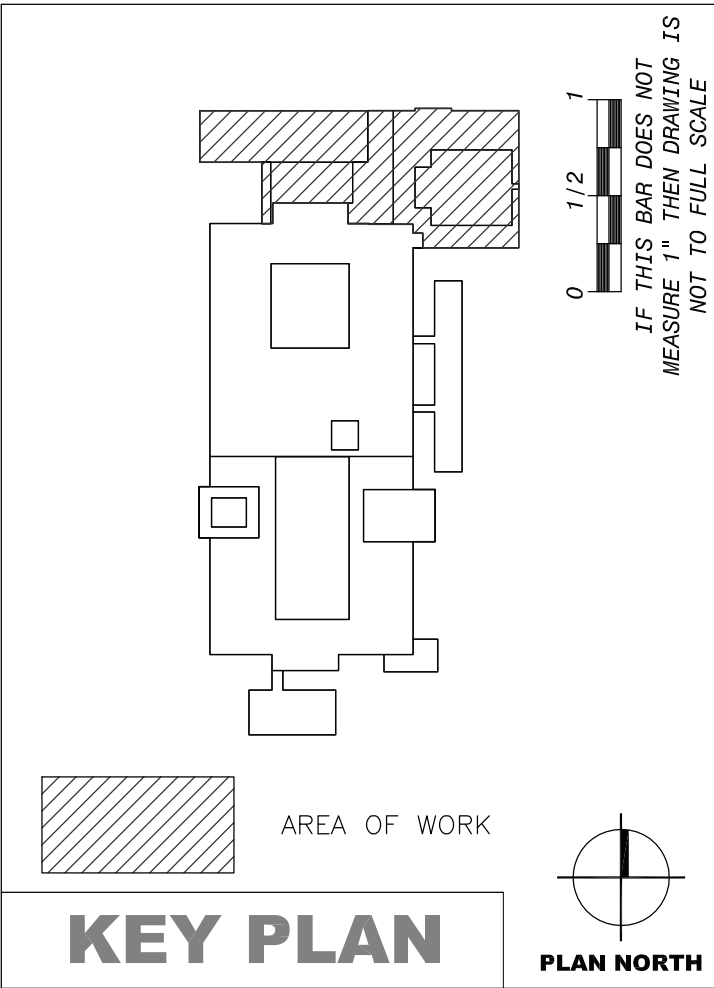 1
1/2
0
IF THIS BAR DOES NOT
MEASURE 1" THEN DRAWING IS
NOT TO FULL SCALE
AREA OF WORK
KEY PLAN
PLAN NORTH